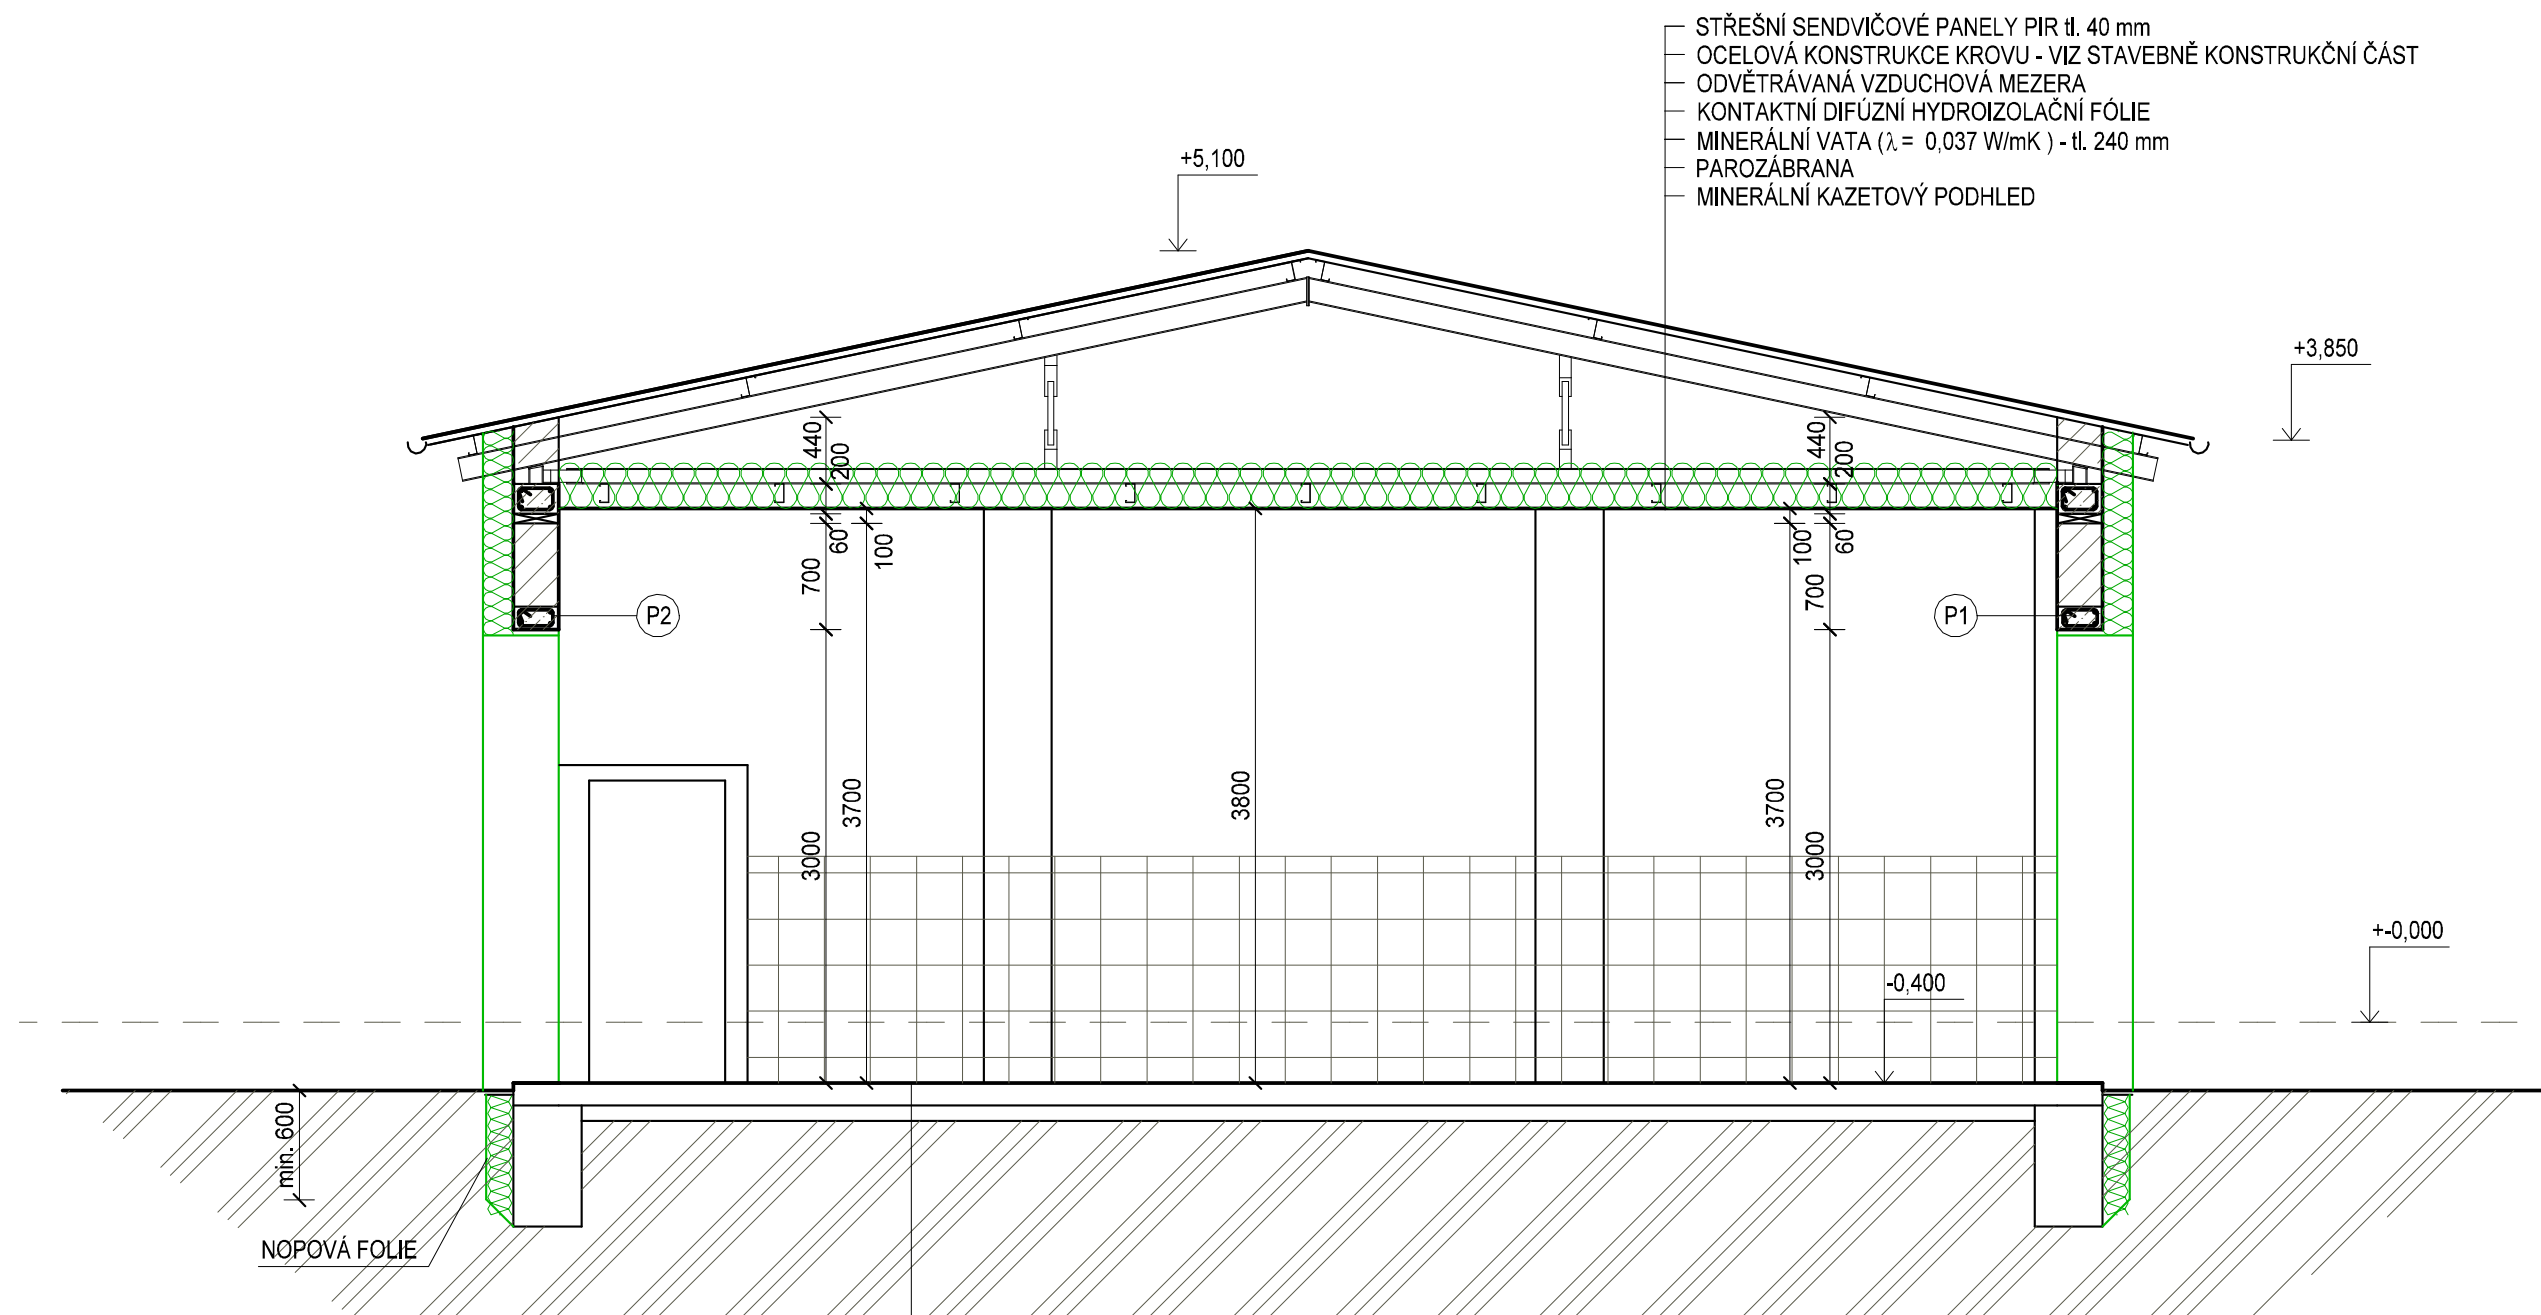 STŘEŠNÍ SENDVIČOVÉ PANELY PIR tl. 40 mm
OCELOVÁ KONSTRUKCE KROVU - VIZ STAVEBNĚ KONSTRUKČNÍ ČÁST
ODVĚTRÁVANÁ VZDUCHOVÁ MEZERA
KONTAKTNÍ DIFÚZNÍ HYDROIZOLAČNÍ FÓLIE
MINERÁLNÍ VATA (λ = 0,037 W/mK ) - tl. 240 mm
PAROZÁBRANA
MINERÁLNÍ KAZETOVÝ PODHLED
+5,100
+3,850
440
200
440
200
60
100
700
100
60
700
P2
P1
3000
3700
3800
3700
3000
+-0,000
-0,400
min. 600
NOPOVÁ FOLIE